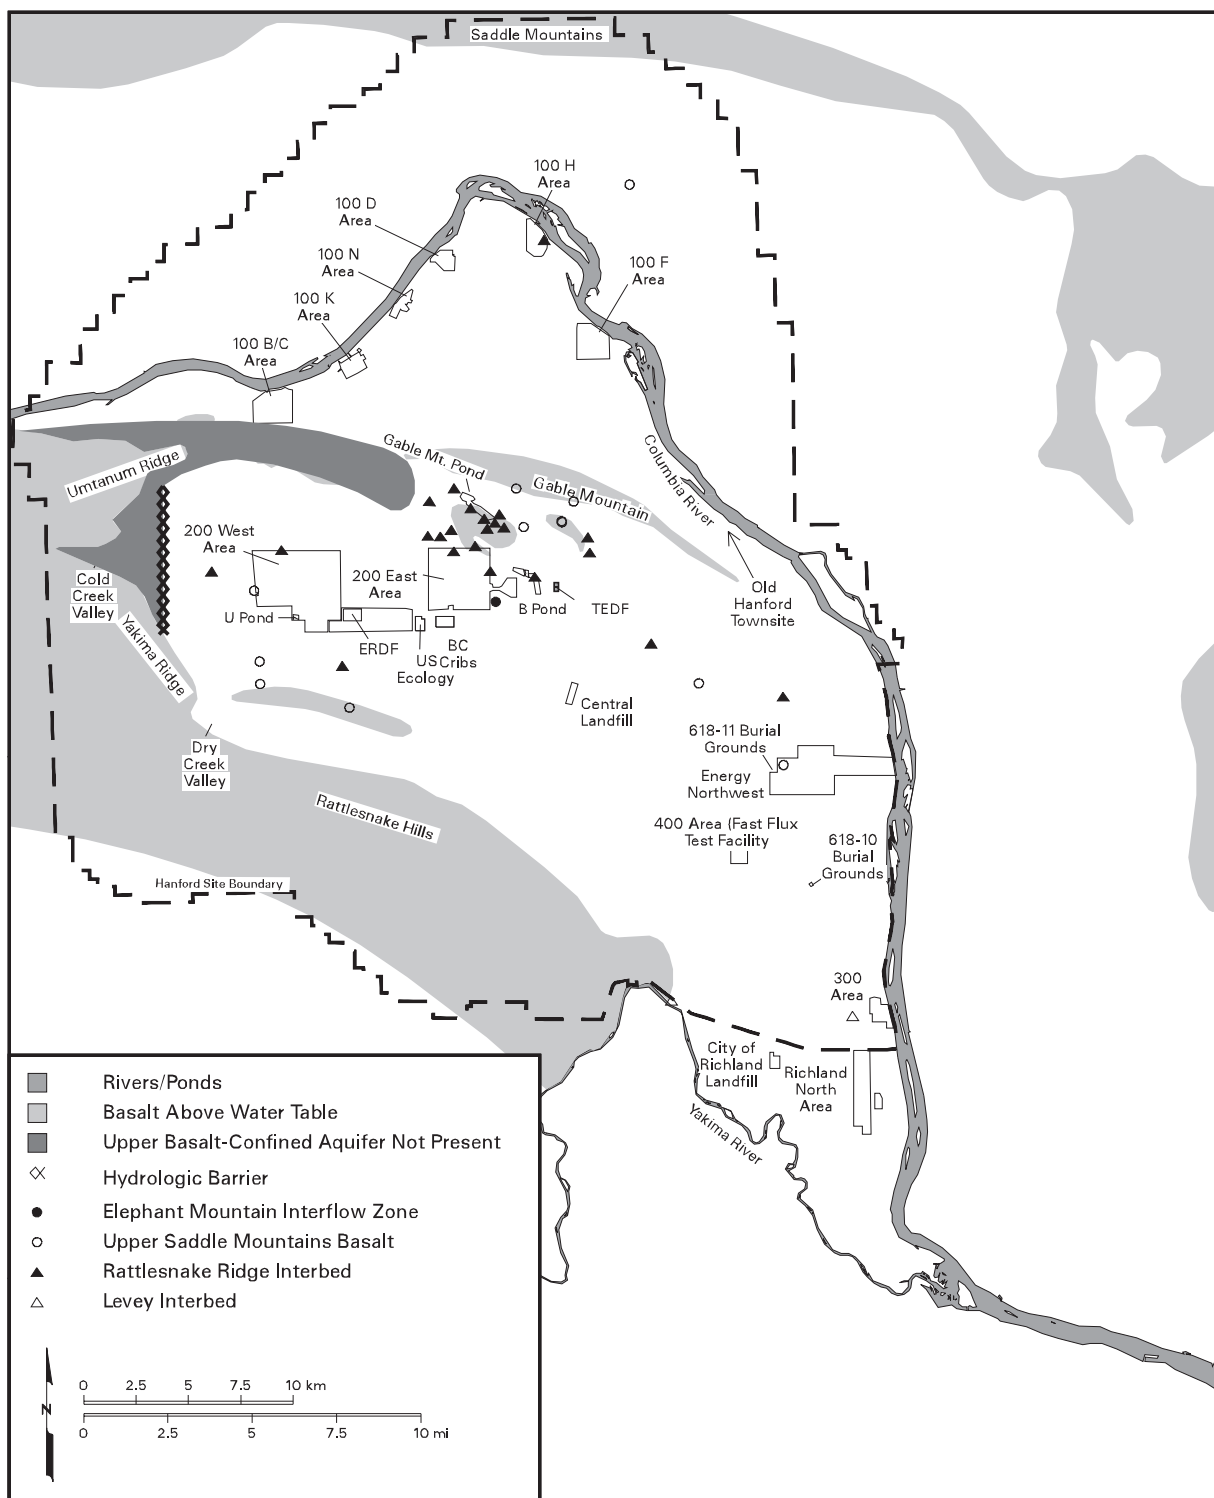 Saddle Mountains
100 H
Area
100 D
Area
100 N
Area
100 F
Area
100 K
Area
100 B/C
Area
Columbia River
Gable Mt. Pond
Gable Mountain
Umtanum Ridge
200 West
Area
200 East
Area
Cold
Creek
Valley
Yakima Ridge
U Pond
B Pond
TEDF
Old
Hanford
Townsite
ERDF
US
Ecology
BC
Cribs
Central
Landfill
Dry
Creek
Valley
618-11 Burial
Grounds
Energy
Northwest
Rattlesnake Hills
400 Area (Fast Flux
Test Facility
618-10
Burial
Grounds
Hanford Site Boundary
300
Area
City of
Richland
Landfill
Richland
North
Area
Yakima River
Rivers/Ponds
Basalt Above Water Table
Upper Basalt-Confined Aquifer Not Present
Hydrologic Barrier
Elephant Mountain Interflow Zone
Upper Saddle Mountains Basalt
Rattlesnake Ridge Interbed
Levey Interbed
N
0 2.5 5 7.5 10 km
0 2.5 5 7.5 10 mi